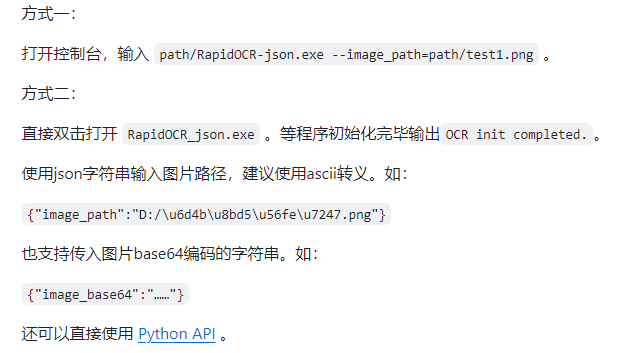 方式一：
打开控制台，输入 path/RapidOCR-json.exe --image_path=path/test1.png 。
方式二：
直接双击打开 RapidOCR_json.exe 。等程序初始化完毕输出OCR init completed.。
使用json字符串输入图片路径，建议使用ascii转义。如：
{"image_path":"D:/\u6d4b\u8bd5\u56fe\u7247.png"}
也支持传入图片base64编码的字符串。如：
{"image_base64":"……"}
还可以直接使用 Python API 。